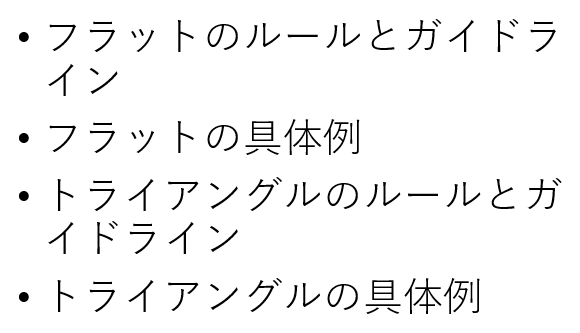 • フラットのルールとガイドラ
イン
• フラットの具体例
• トライアングルのルールとガ
イドライン
• トライアングルの具体例